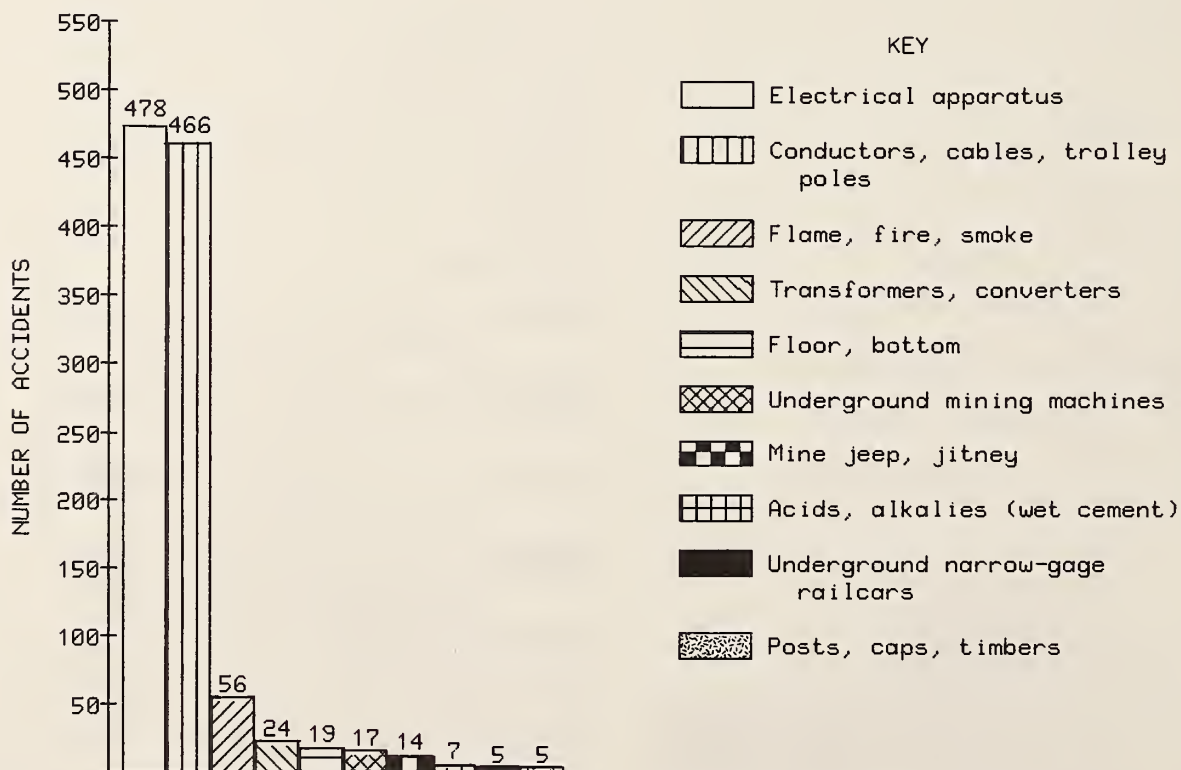 NUMBER OF ACCIDENTS
550
500
450
400
350
300
250
200
150
100
50
478
466
56
24
19
17
14
7
5
5
KEY
Electrical apparatus
Conductors, cables, trolley
poles
Flame, fire, smoke
Transformers, converters
Floor, bottom
Underground mining machines
Mine jeep, jitney
Acids, alkalies (wet cement)
Underground narrow-gage
railcars
Posts, caps, timbers